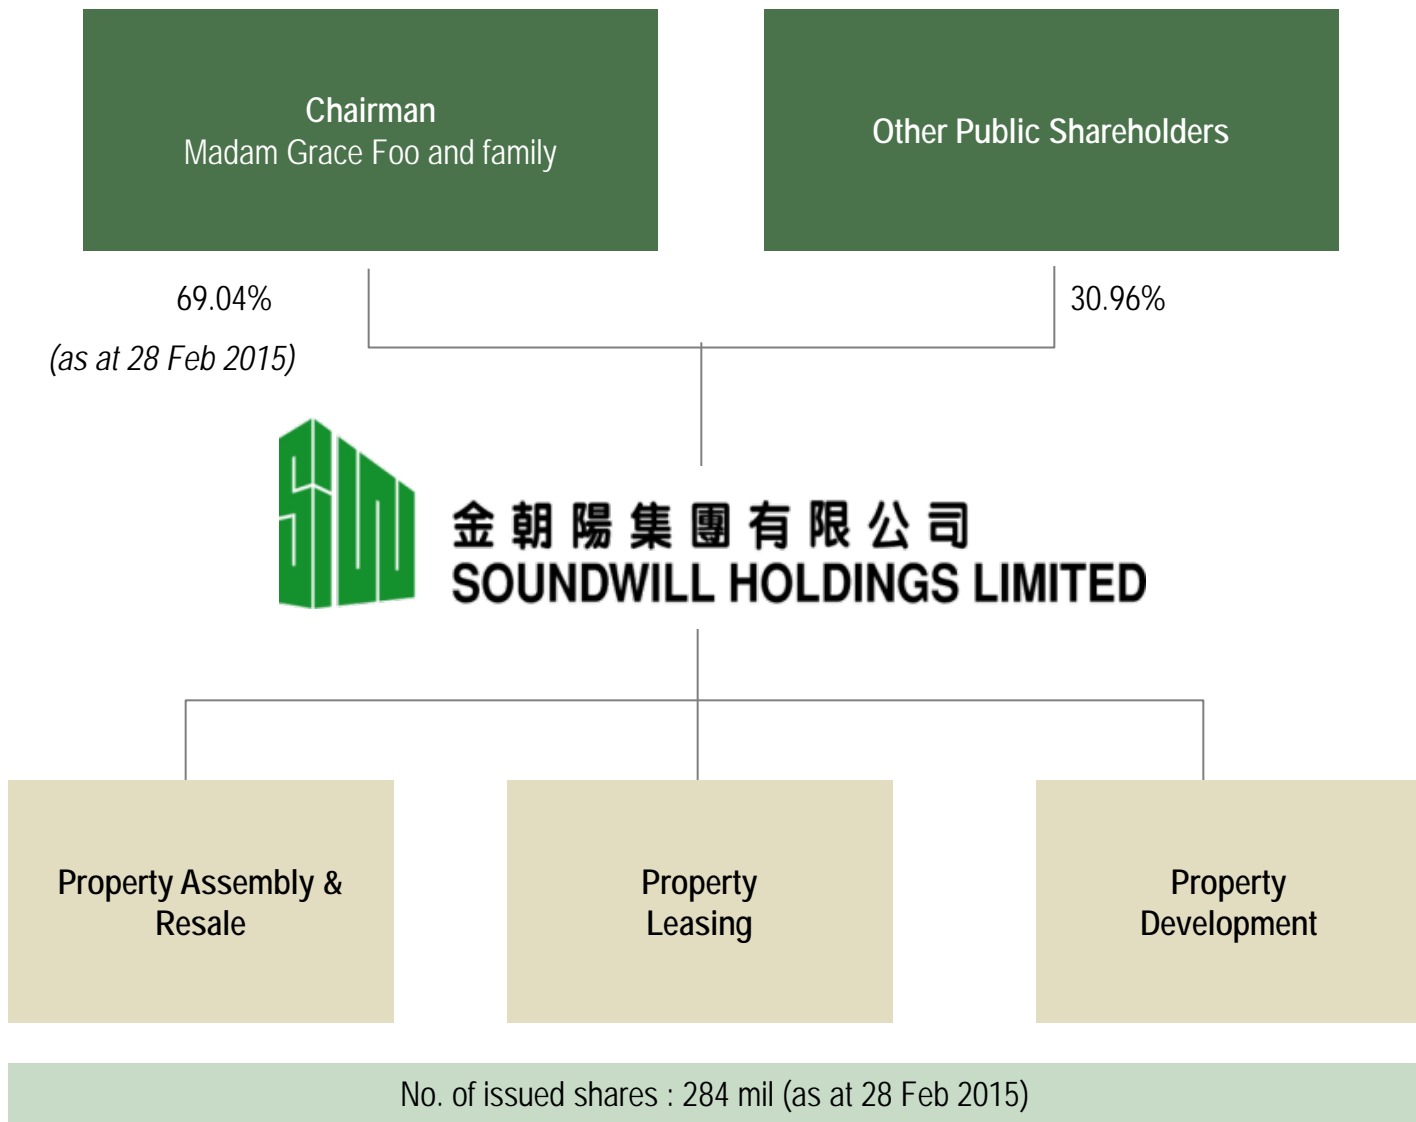 Chairman
Madam Grace Foo and family
Other Public Shareholders
69.04%
(as at 28 Feb 2015)
30.96%
金朝陽集團有限公司
SOUNDWILL HOLDINGS LIMITED
Property Assembly &
Resale
Property
Leasing
Property
Development
No. of issued shares : 284 mil (as at 28 Feb 2015)